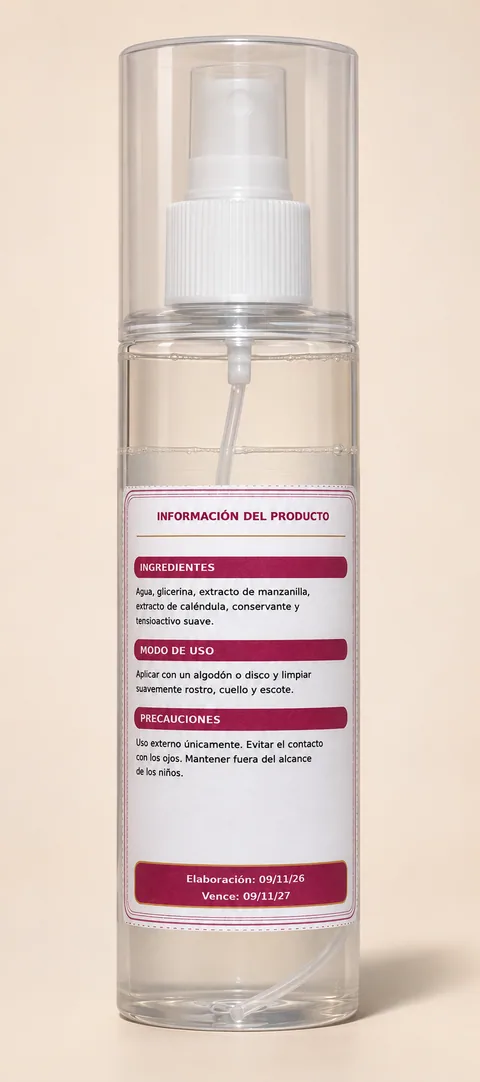 INFORMACIÓN DEL PRODUCTO
INGREDIENTES
Agua, glicerina, extracto de manzanilla,
extracto de caléndula, conservante y
tensioactivo suave.
MODO DE USO
Aplicar con un algodón o disco y limpiar
suavemente rostro, cuello y escote.
PRECAUCIONES
Uso externo únicamente. Evitar el contacto
con los ojos. Mantener fuera del alcance
de los niños.
Elaboración: 09/11/26
Vence: 09/11/27